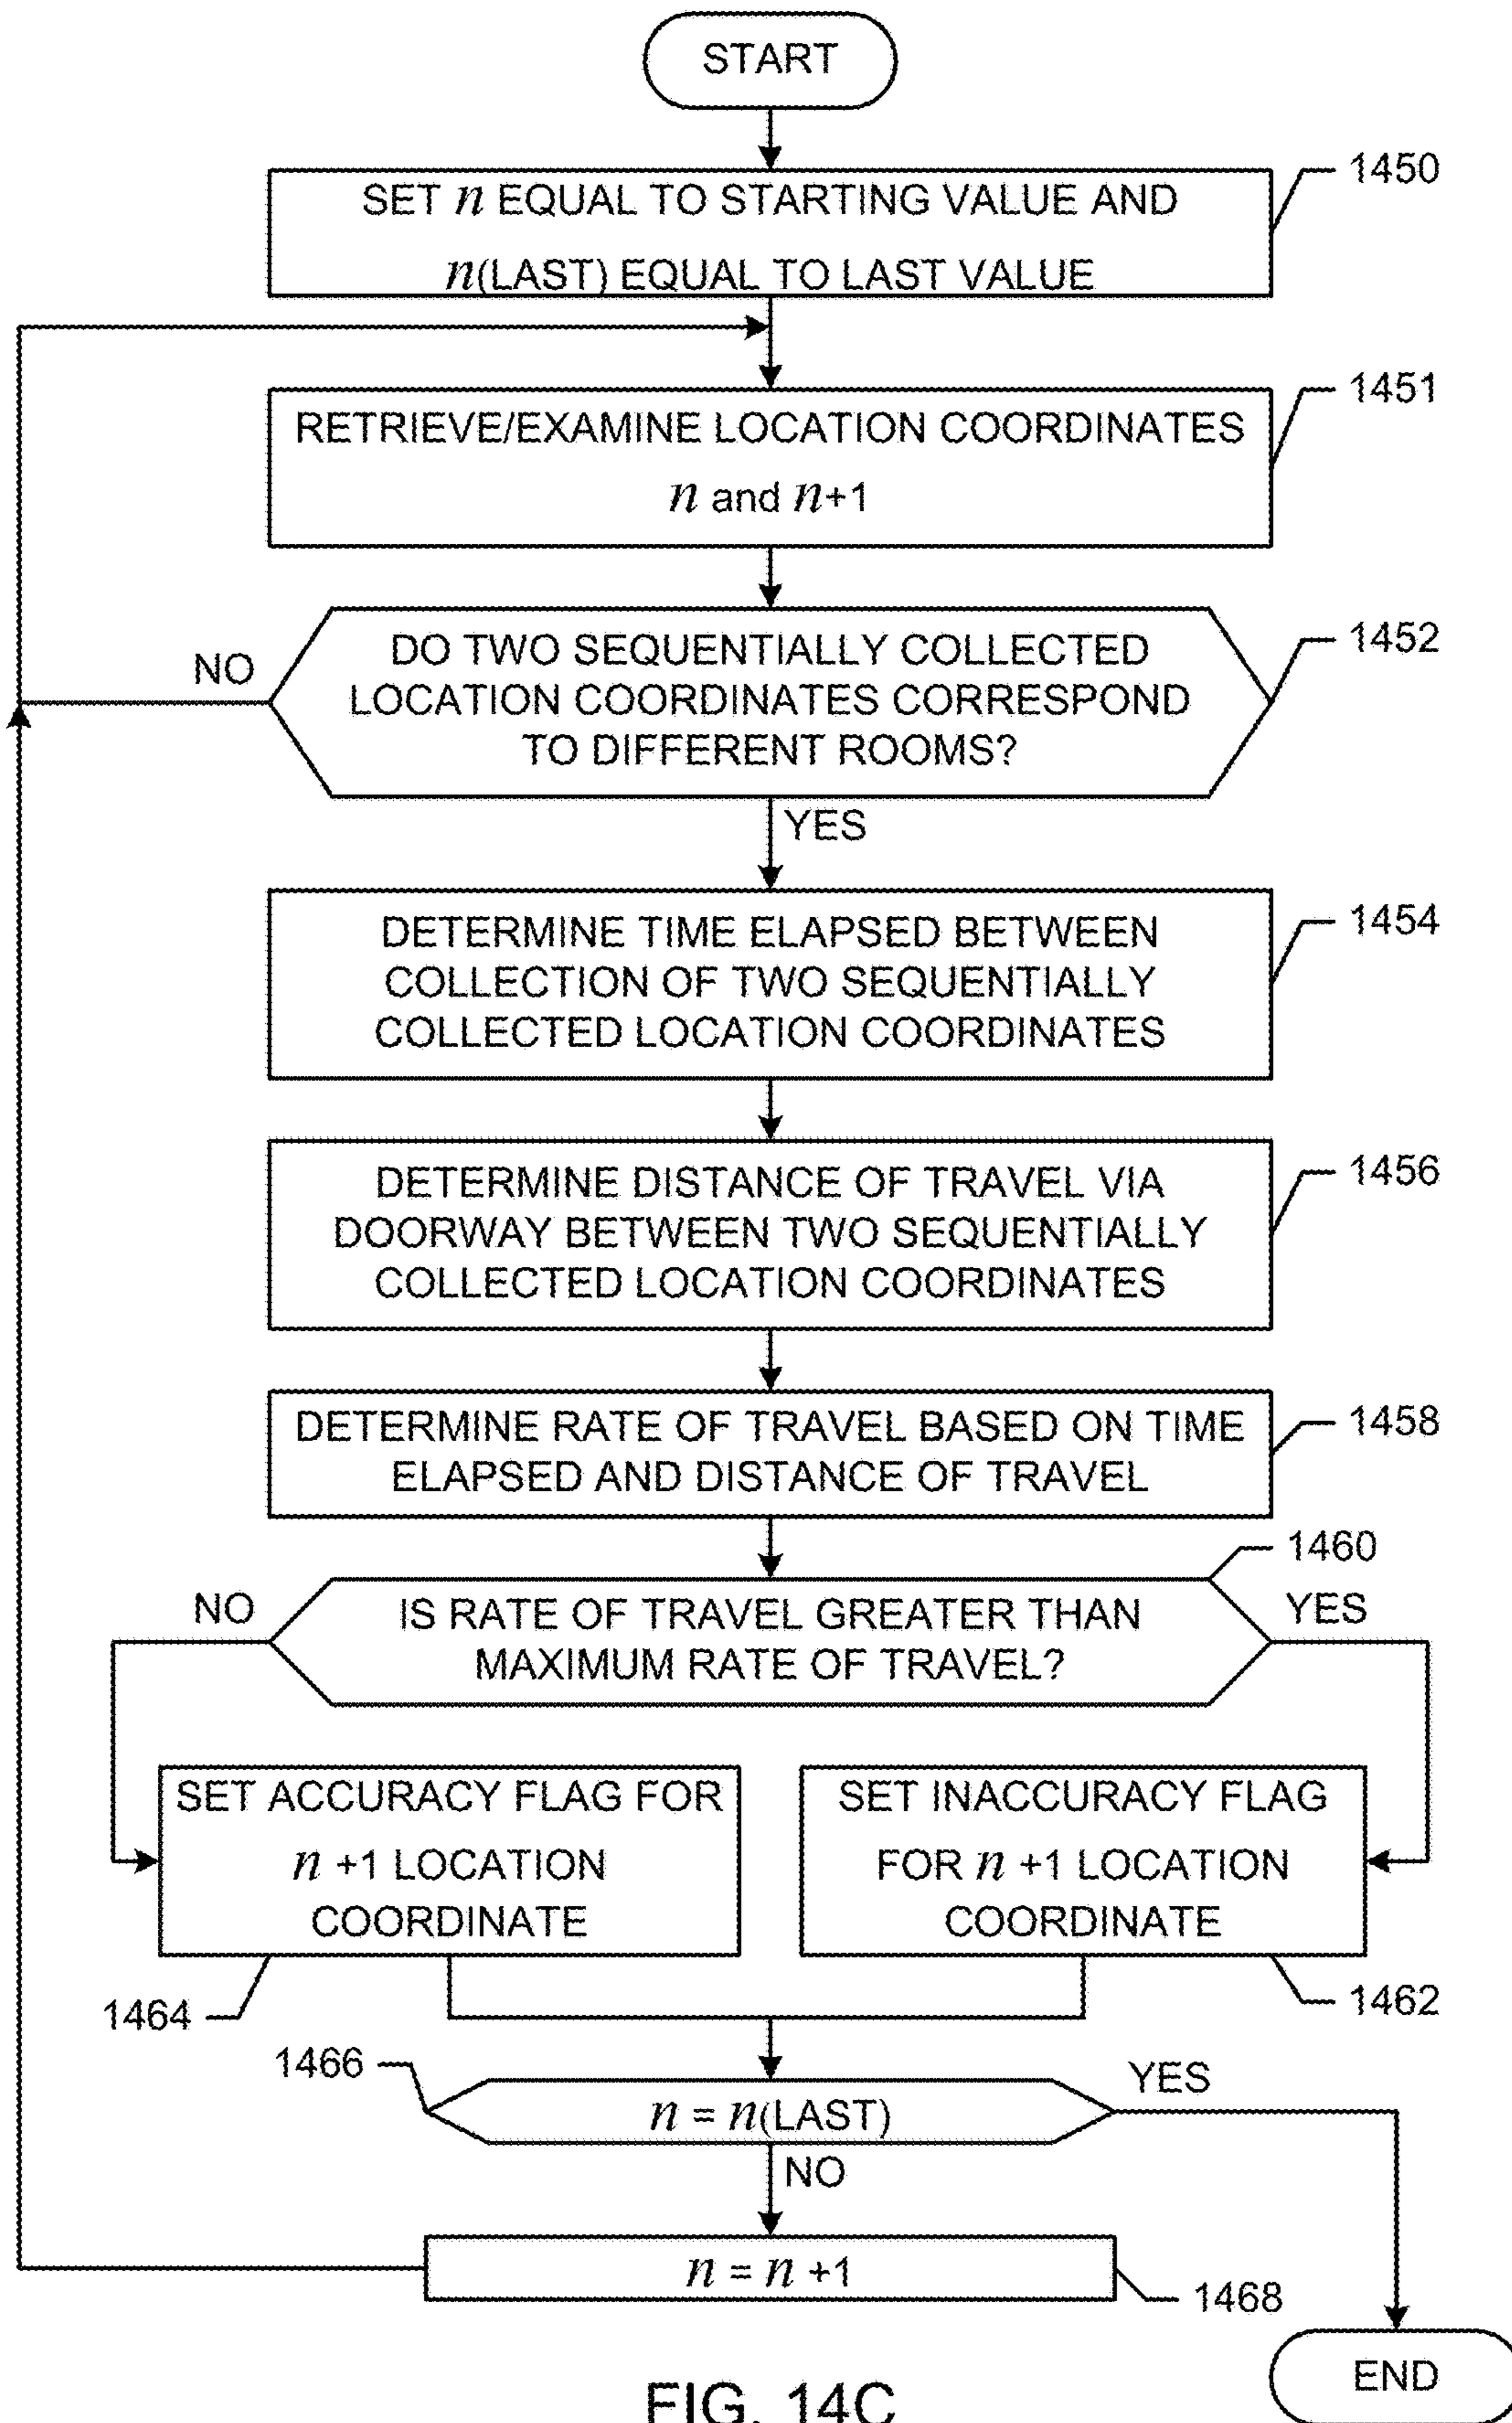 START
1450
SET n EQUAL TO STARTING VALUE AND
n(LAST) EQUAL TO LAST VALUE
1451
RETRIEVE/EXAMINE LOCATION COORDINATES
n and n+1
1452
NO
DO TWO SEQUENTIALLY COLLECTED
LOCATION COORDINATES CORRESPOND
TO DIFFERENT ROOMS?
YES
1454
DETERMINE TIME ELAPSED BETWEEN
COLLECTION OF TWO SEQUENTIALLY
COLLECTED LOCATION COORDINATES
1456
DETERMINE DISTANCE OF TRAVEL VIA
DOORWAY BETWEEN TWO SEQUENTIALLY
COLLECTED LOCATION COORDINATES
1458
DETERMINE RATE OF TRAVEL BASED ON TIME
ELAPSED AND DISTANCE OF TRAVEL
1460
NO
YES
IS RATE OF TRAVEL GREATER THAN
MAXIMUM RATE OF TRAVEL?
SET ACCURACY FLAG FOR
n +1 LOCATION
COORDINATE
SET INACCURACY FLAG
FOR n +1 LOCATION
COORDINATE
1464
1462
1466
YES
n = n(LAST)
NO
n = n +1
1468
END
FIG. 14C